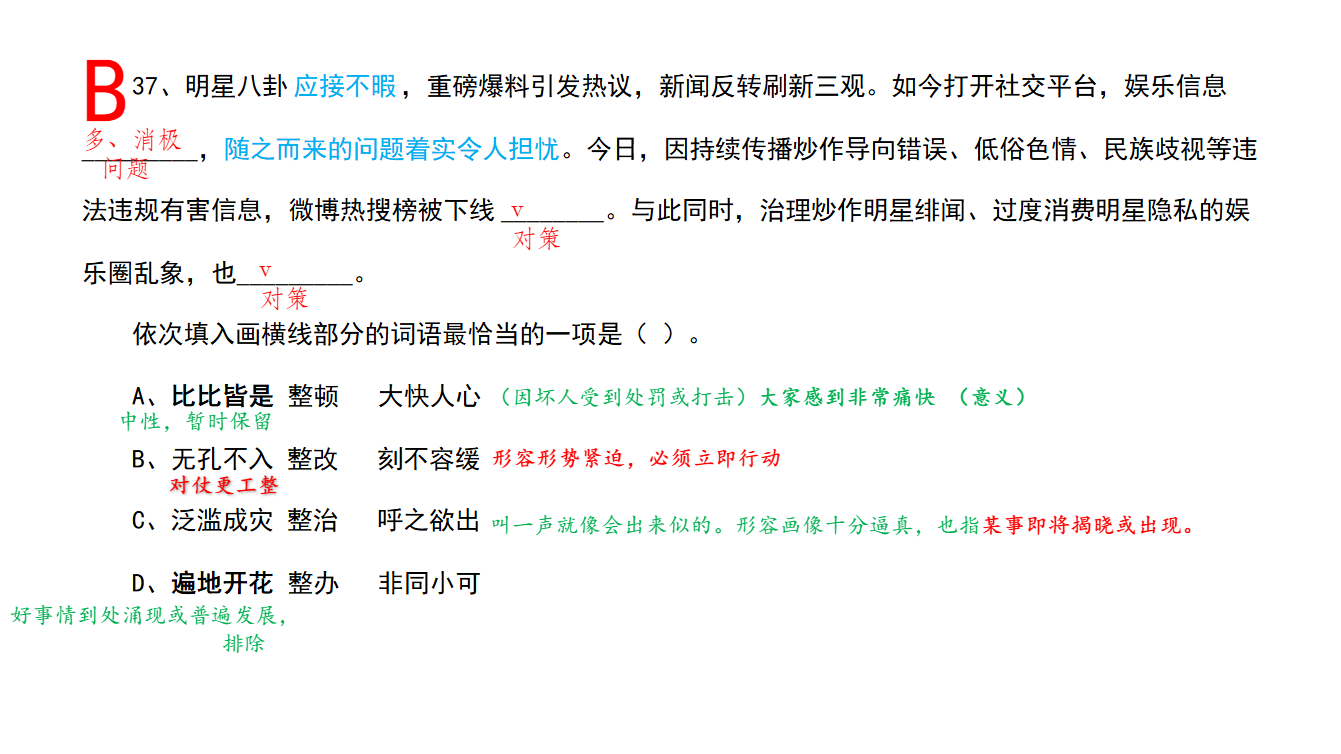 B 37、明星八卦 应接不暇，重磅爆料引发热议，新闻反转刷新三观。如今打开社交平台，娱乐信息
多、消极
_________，随之而来的问题着实令人担忧。今日，因持续传播炒作导向错误、低俗色情、民族歧视等违
问题
法违规有害信息，微博热搜榜被下线 v ________。与此同时，治理炒作明星绯闻、过度消费明星隐私的娱
对策
乐圈乱象，也 v _________。
对策
依次填入画横线部分的词语最恰当的一项是（ ）。
A、比比皆是 整顿 大快人心 （因坏人受到处罚或打击）大家感到非常痛快 （意义）
中性，暂时保留
B、无孔不入 整改 刻不容缓 形容形势紧迫，必须立即行动
对仗更工整
C、泛滥成灾 整治 呼之欲出 叫一声就像会出来似的。形容画像十分逼真，也指某事即将揭晓或出现。
D、遍地开花 整办 非同小可
好事情到处涌现或普遍发展，
排除